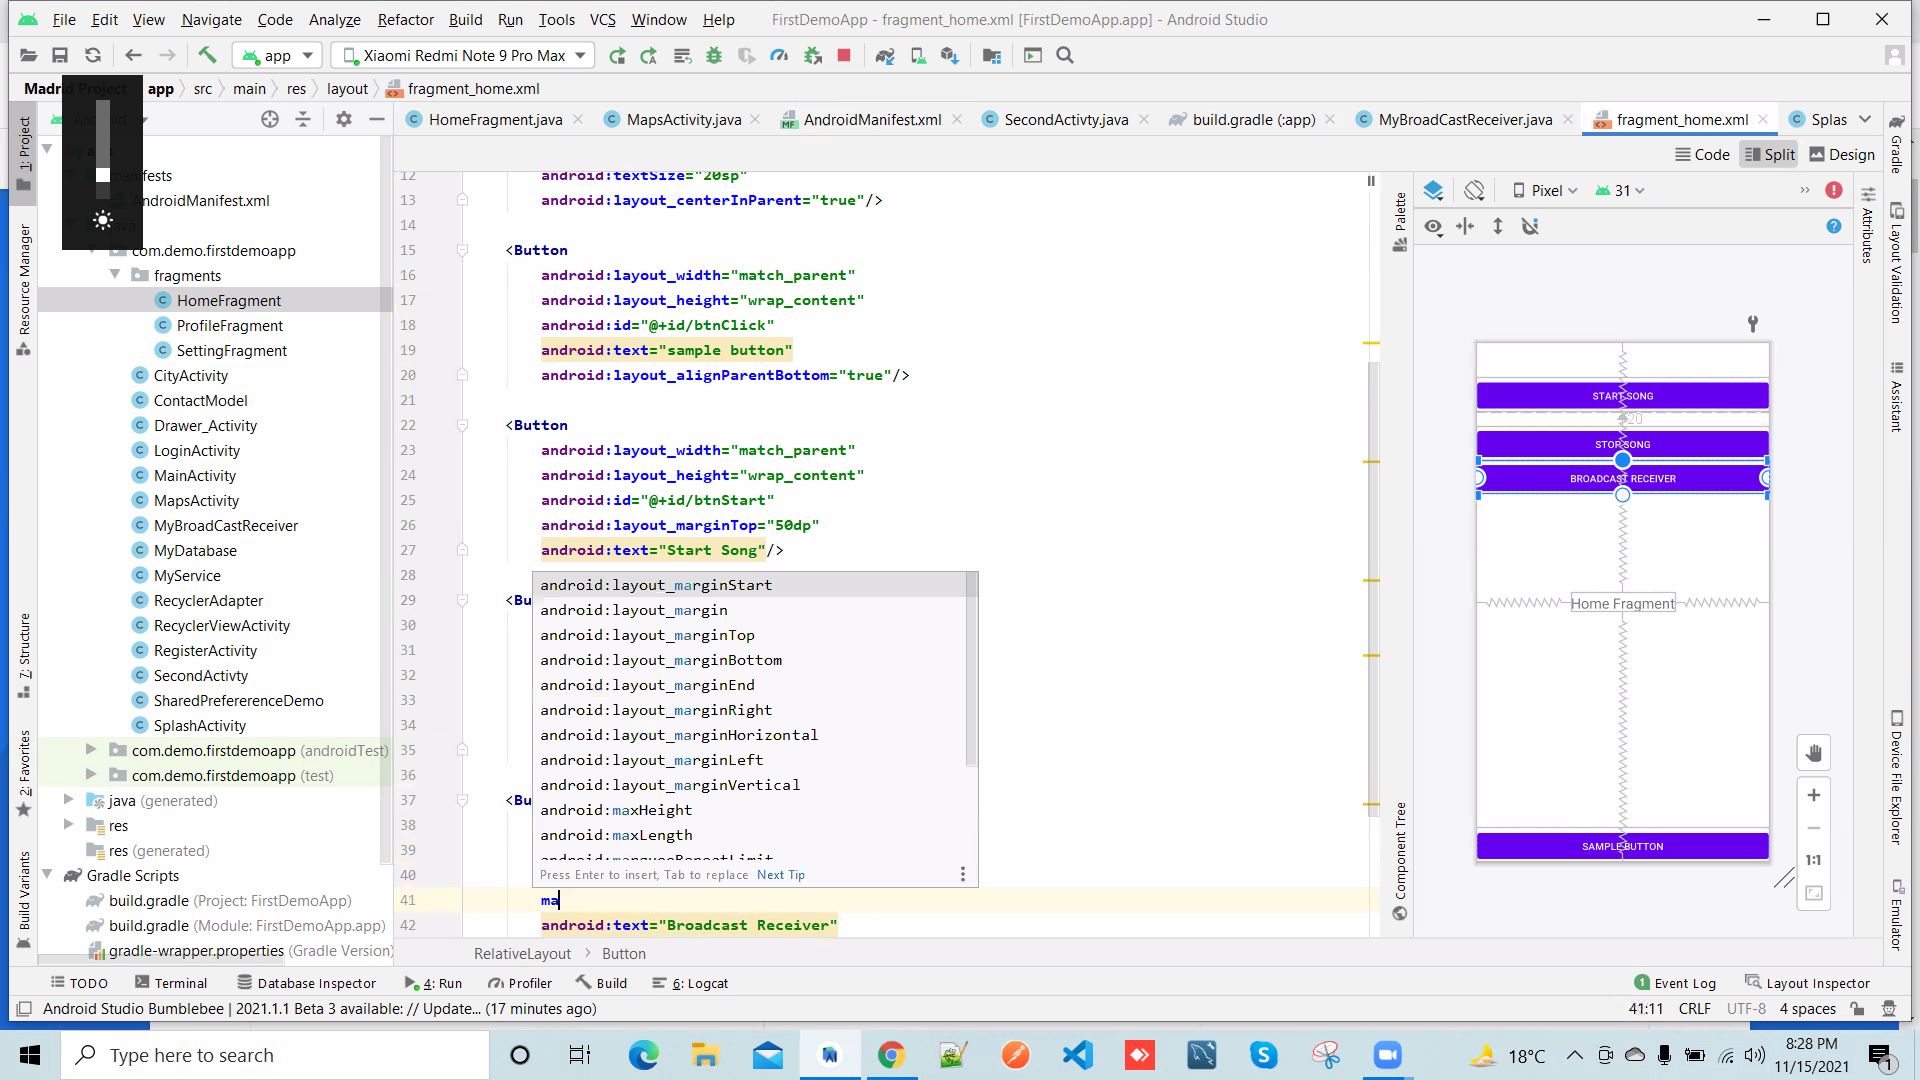 File Edit View Navigate Code Analyze Refactor Build Run Tools VCS Window Help FirstDemoApp - fragment_home.xml [FirstDemoApp.app] - Android Studio
app Xiaomi Redmi Note 9 Pro Max
Madrid Project app src main res layout fragment_home.xml
HomeFragment.java MapsActivity.java AndroidManifest.xml SecondActivty.java build.gradle (:app) MyBroadCastReceiver.java fragment_home.xml Splas
Code Split Design
Pixel 31
1: Project
Resource Manager
7: Structure
2: Favorites
Build Variants
AndroidManifest.xml
com.demo.firstdemoapp
fragments
HomeFragment
ProfileFragment
SettingFragment
CityActivity
ContactModel
Drawer_Activity
LoginActivity
MainActivity
MapsActivity
MyBroadCastReceiver
MyDatabase
MyService
RecyclerAdapter
RecyclerViewActivity
RegisterActivity
SecondActivty
SharedPrefererenceDemo
SplashActivity
com.demo.firstdemoapp (androidTest)
com.demo.firstdemoapp (test)
java (generated)
res
res (generated)
Gradle Scripts
build.gradle (Project: FirstDemoApp)
build.gradle (Module: FirstDemoApp.app)
gradle-wrapper.properties (Gradle Version)
12 android:textSize="20sp"
13 android:layout_centerInParent="true"/>
14
15 <Button
16 android:layout_width="match_parent"
17 android:layout_height="wrap_content"
18 android:id="@+id/btnClick"
19 android:text="sample button"
20 android:layout_alignParentBottom="true"/>
21
22 <Button
23 android:layout_width="match_parent"
24 android:layout_height="wrap_content"
25 android:id="@+id/btnStart"
26 android:layout_marginTop="50dp"
27 android:text="Start Song"/>
28
29 <Bu
30
31
32
33
34
35
36
37 <Bu
38
39
40
41 ma
42 android:text="Broadcast Receiver"
android:layout_marginStart
android:layout_margin
android:layout_marginTop
android:layout_marginBottom
android:layout_marginEnd
android:layout_marginRight
android:layout_marginHorizontal
android:layout_marginLeft
android:layout_marginVertical
android:maxHeight
android:maxLength
android:marqueeRepeatLimit
Press Enter to insert, Tab to replace Next Tip
RelativeLayout Button
Palette
Component Tree
START SONG
20
STOP SONG
BROADCAST RECEIVER
Home Fragment
SAMPLE BUTTON
1:1
Attributes
Gradle
Layout Validation
Assistant
Device File Explorer
Emulator
TODO Terminal Database Inspector 4: Run Profiler Build 6: Logcat 1 Event Log Layout Inspector
Android Studio Bumblebee | 2021.1.1 Beta 3 available: // Update... (17 minutes ago) 41:11 CRLF UTF-8 4 spaces
Type here to search 18°C 8:28 PM
11/15/2021 1